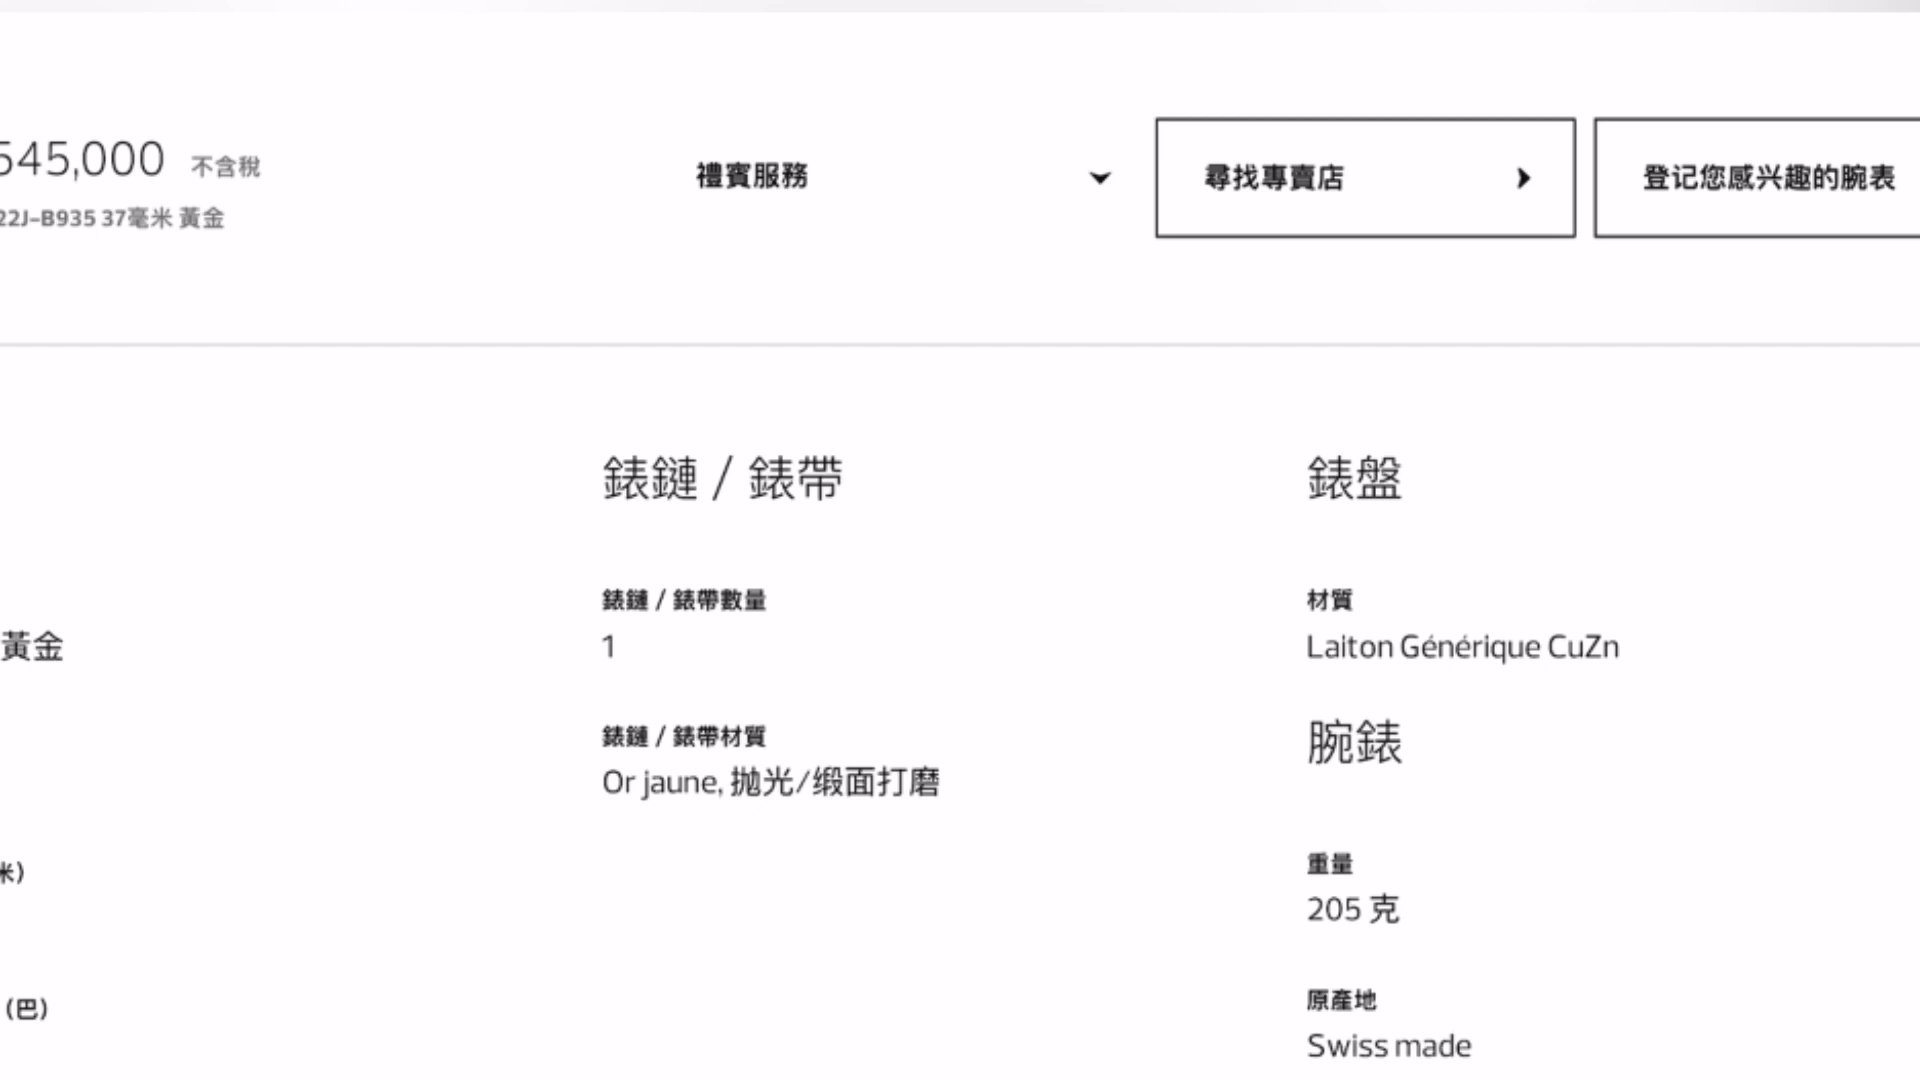 545,000 不含稅
22J-B935 37毫米 黃金
禮賓服務
尋找專賣店
登记您感兴趣的腕表
黃金
米)
(巴)
錶鏈 / 錶帶
錶鏈 / 錶帶數量
1
錶鏈 / 錶帶材質
Or jaune, 抛光/缎面打磨
錶盤
材質
Laiton Générique CuZn
腕錶
重量
205 克
原產地
Swiss made